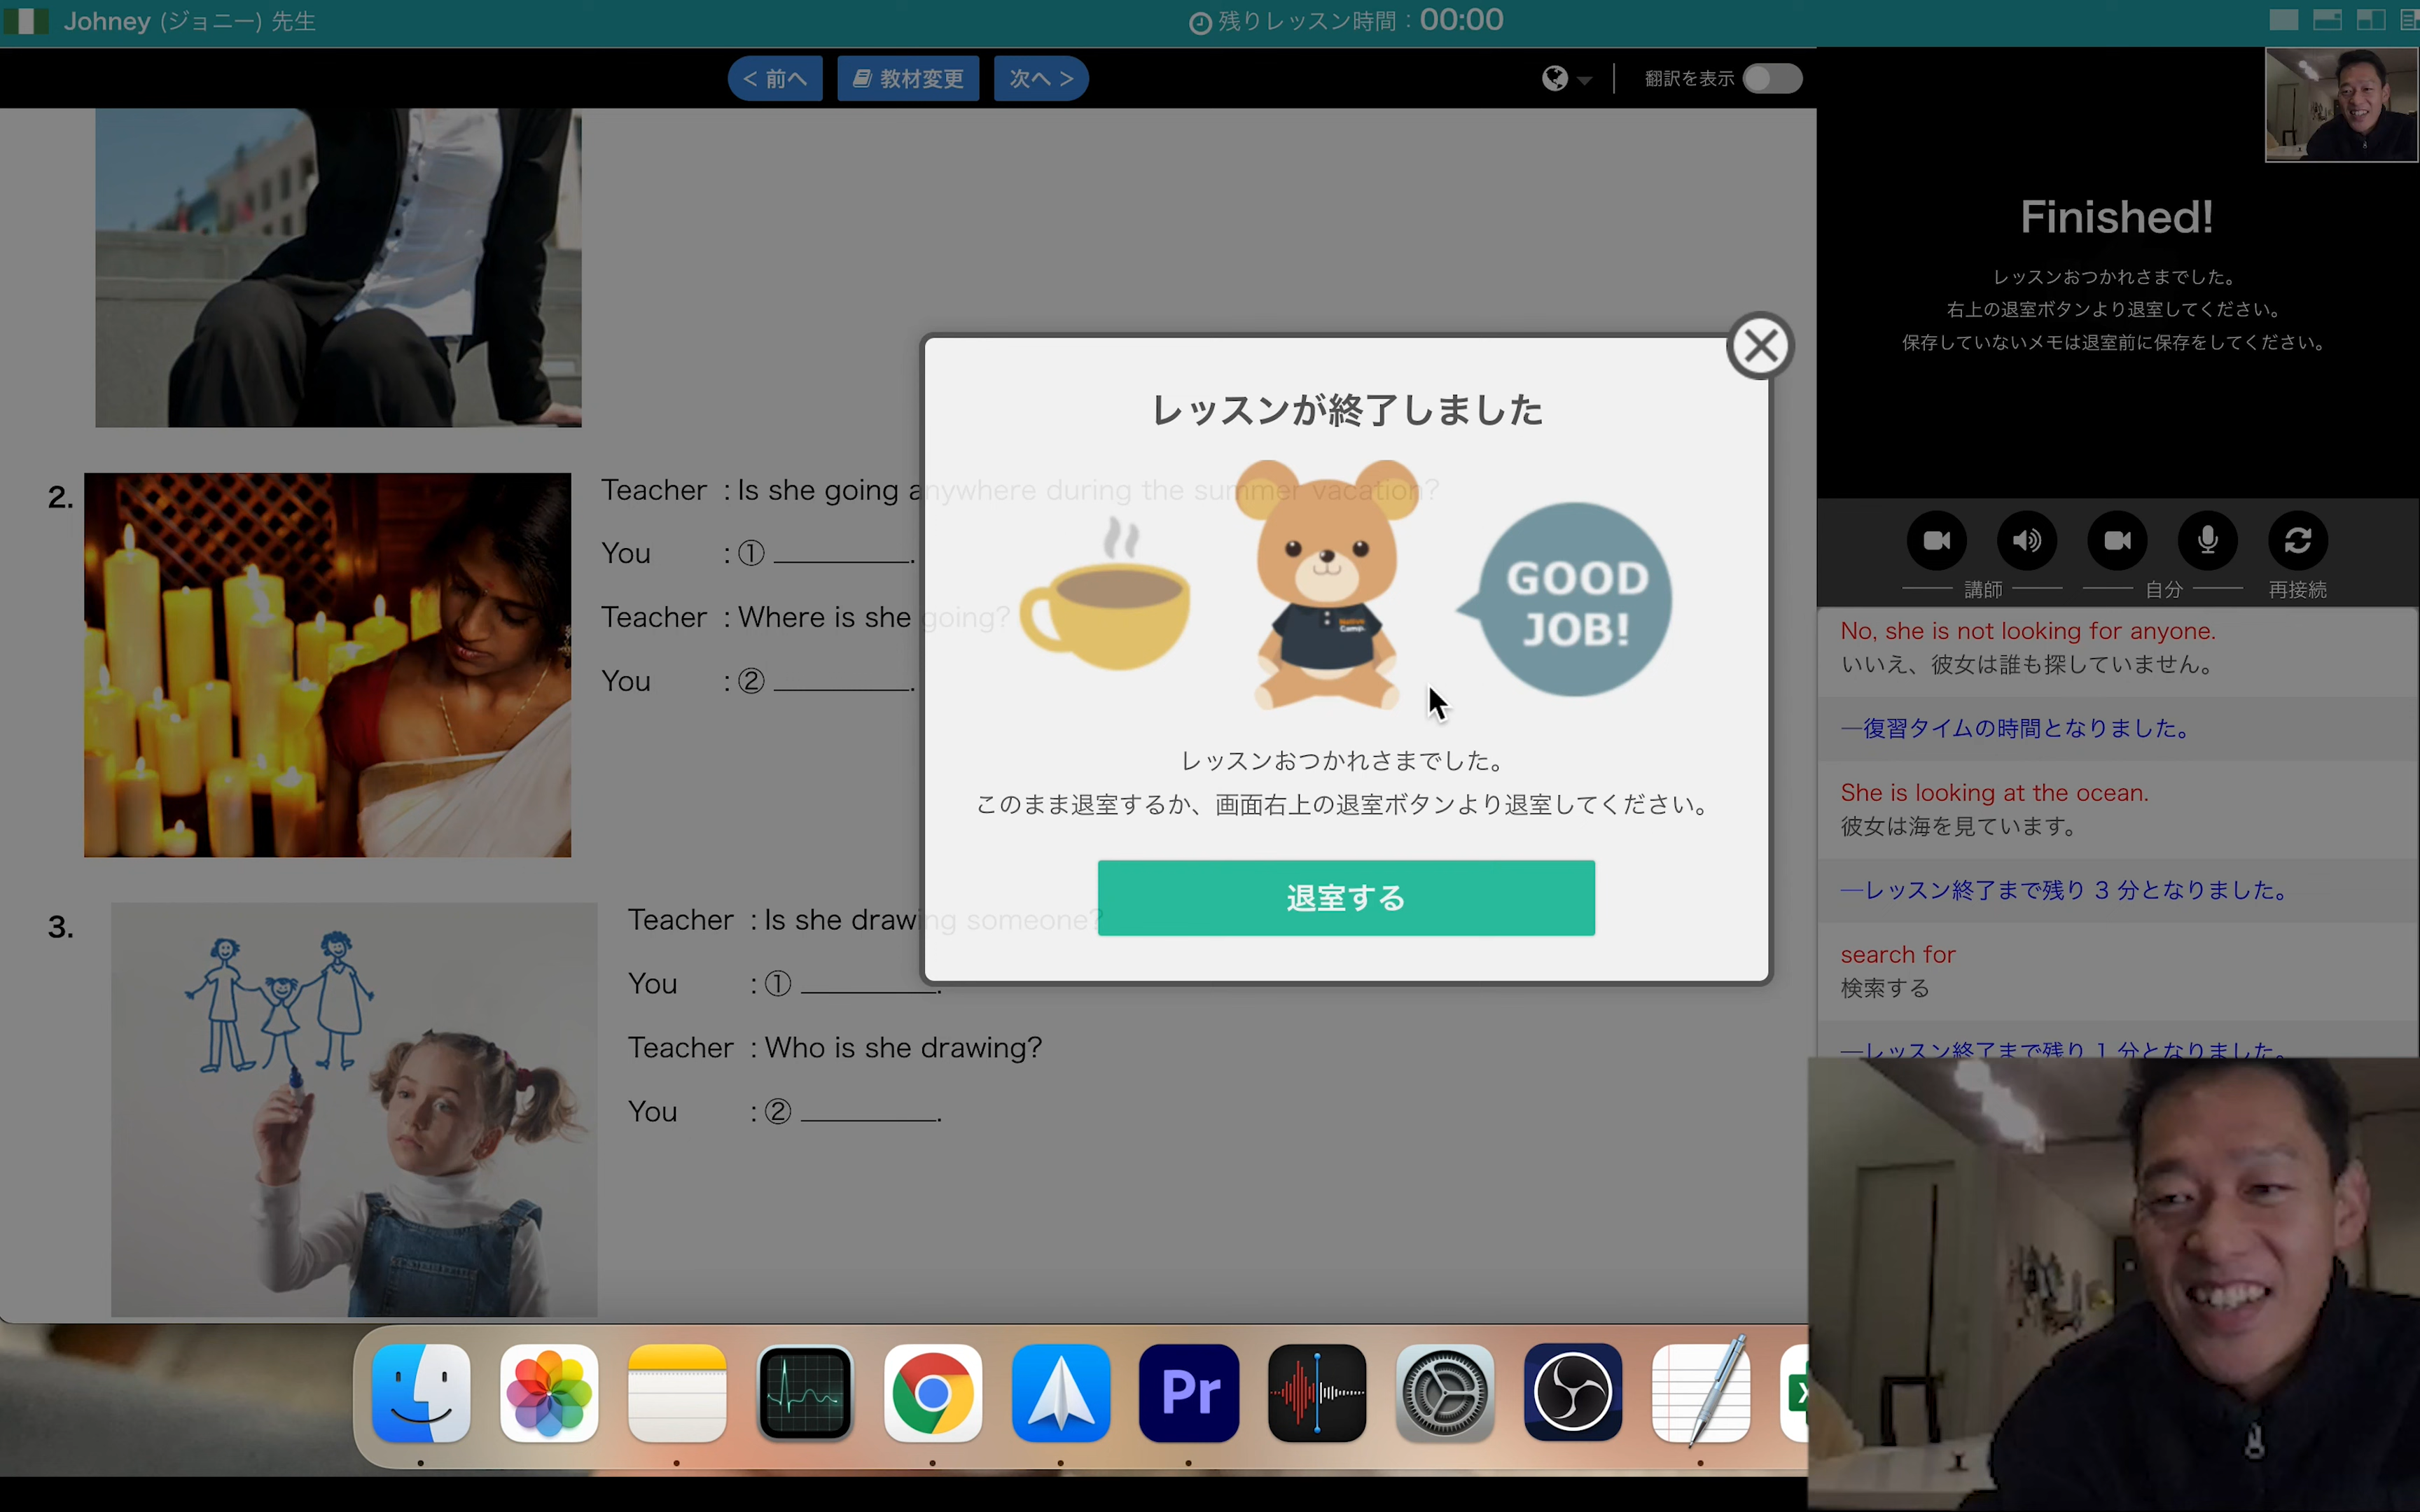 Johney (ジョニー) 先生
残りレッスン時間 : 00:00
< 前へ
教材変更
次へ >
翻訳を表示
Finished!
レッスンおつかれさまでした。
右上の退室ボタンより退室してください。
保存していないメモは退室前に保存をしてください。
講師
自分
再接続
2.
Teacher : Is she going anywhere during the summer vacation?
You : ① __________.
Teacher : Where is she going?
You : ② __________.
3.
Teacher : Is she drawing someone?
You : ① __________.
Teacher : Who is she drawing?
You : ② __________.
レッスンが終了しました
Native Camp.
GOOD
JOB!
レッスンおつかれさまでした。
このまま退室するか、画面右上の退室ボタンより退室してください。
退室する
No, she is not looking for anyone.
いいえ、彼女は誰も探していません。
—復習タイムの時間となりました。
She is looking at the ocean.
彼女は海を見ています。
—レッスン終了まで残り 3 分となりました。
search for
検索する
—レッスン終了まで残り 1 分となりました。
Pr